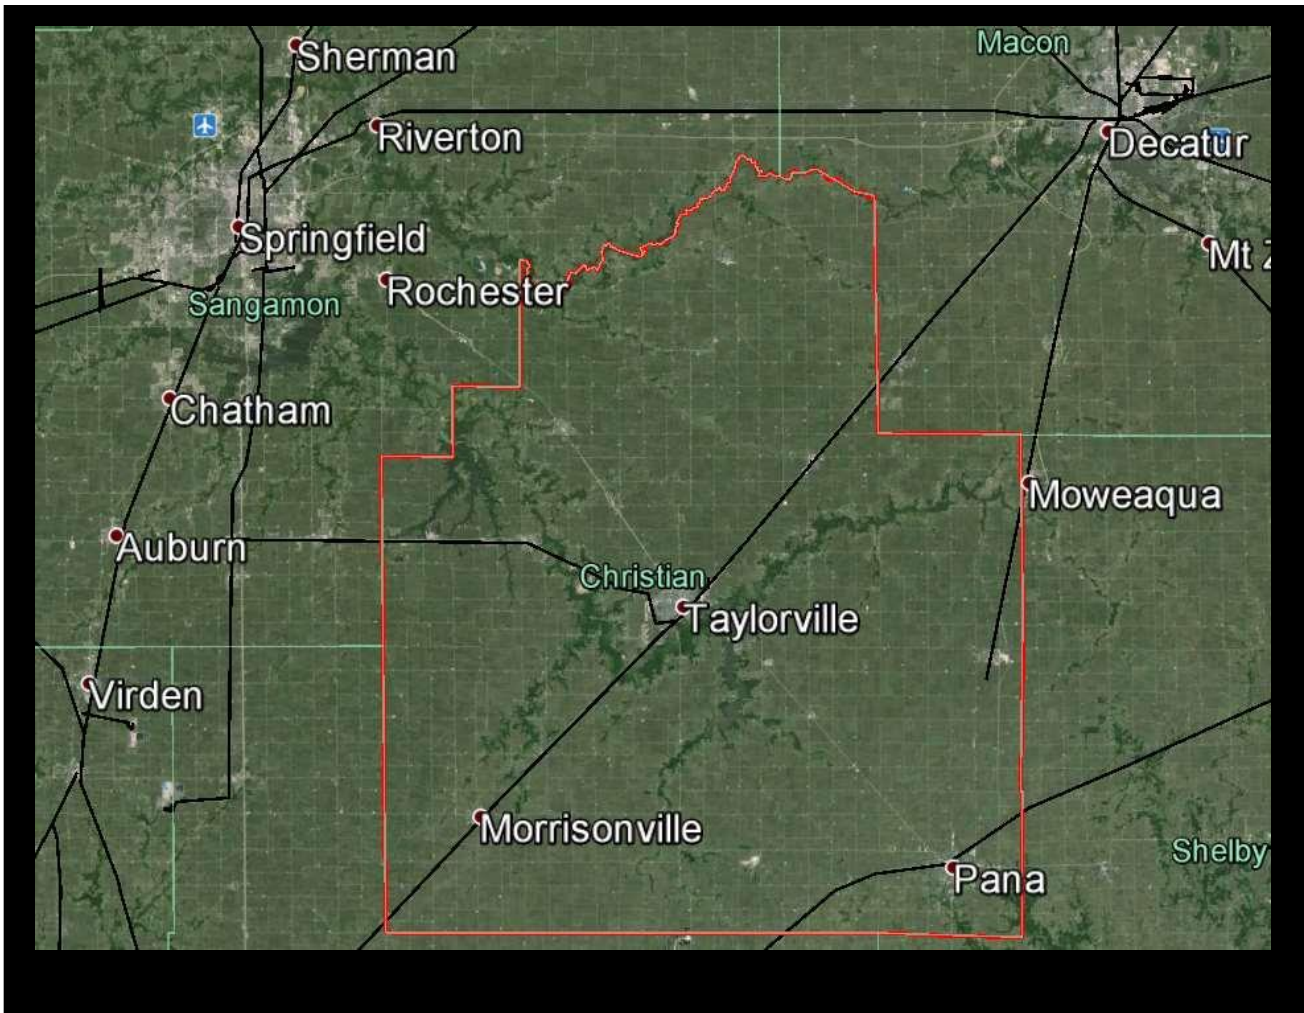 Sherman
Macon
Riverton
Decatur
Springfield
Mt Z
Rochester
Sangamon
Chatham
Moweaqua
Auburn
Christian
Taylorville
Virden
Morrisonville
Shelby
Pana